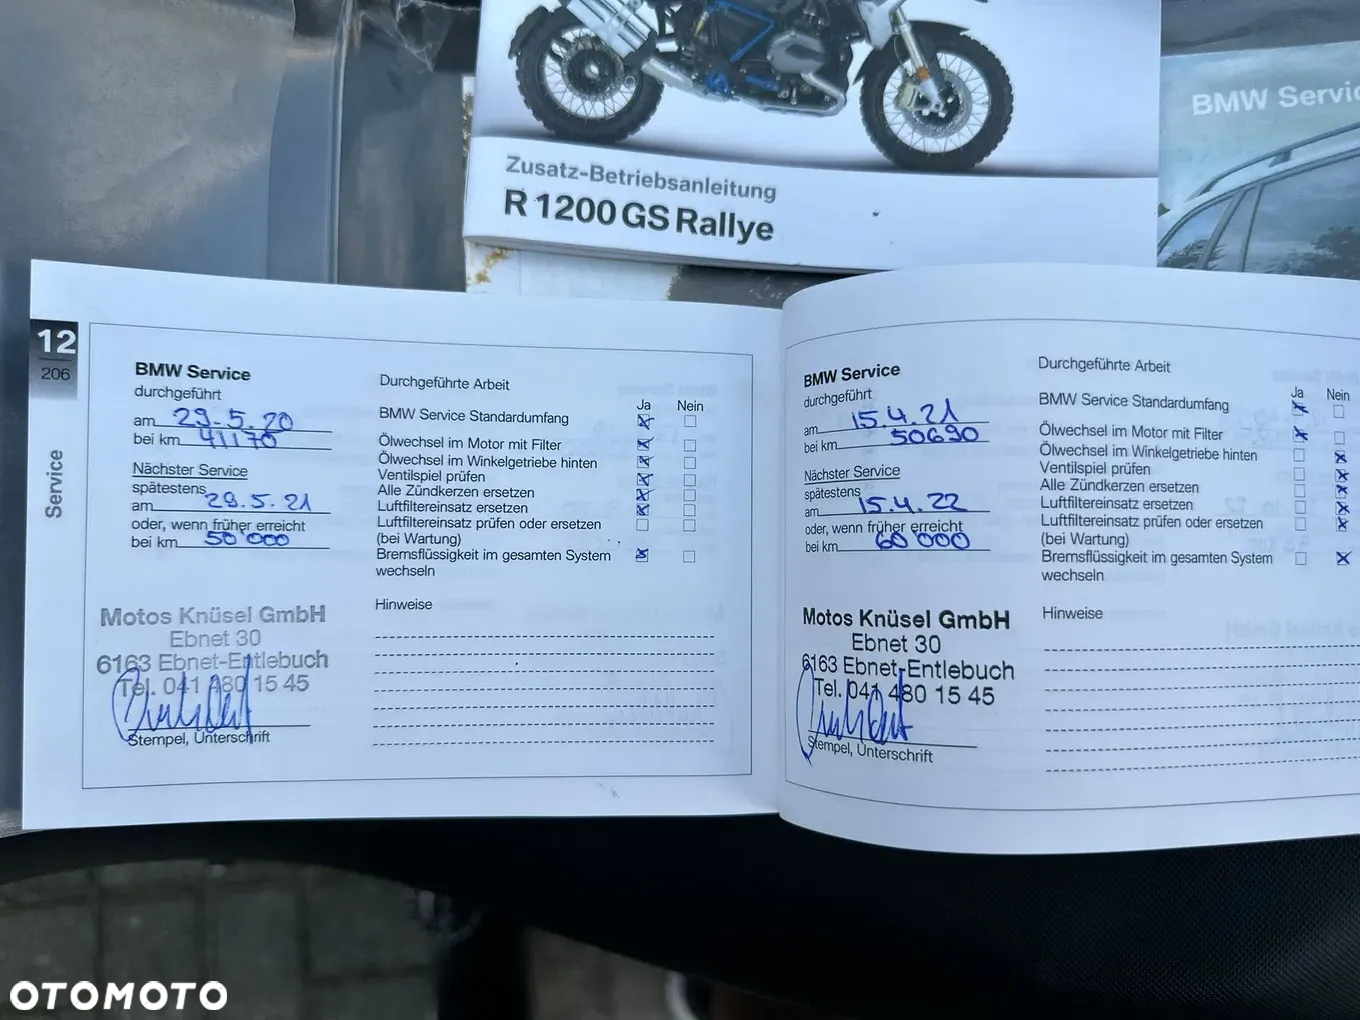 BMW Servic
Zusatz-Betriebsanleitung
R 1200 GS Rallye
12
206
Service
BMW Service
durchgeführt
am 29.5.20
bei km 41170
Nächster Service
spätestens
am 29.5.21
oder, wenn früher erreicht
bei km 50'000
Motos Knüsel GmbH
Ebnet 30
6163 Ebnet-Entlebuch
Tel. 041 480 15 45
Stempel, Unterschrift
Durchgeführte Arbeit
Ja Nein
BMW Service Standardumfang
Ölwechsel im Motor mit Filter
Ölwechsel im Winkelgetriebe hinten
Ventilspiel prüfen
Alle Zündkerzen ersetzen
Luftfiltereinsatz ersetzen
Luftfiltereinsatz prüfen oder ersetzen
(bei Wartung)
Bremsflüssigkeit im gesamten System
wechseln
Hinweise
BMW Service
durchgeführt
am 15.4.21
bei km 50690
Nächster Service
spätestens
am 15.4.22
oder, wenn früher erreicht
bei km 60'000
Motos Knüsel GmbH
Ebnet 30
6163 Ebnet-Entlebuch
Tel. 041 480 15 45
Stempel, Unterschrift
Durchgeführte Arbeit
Ja Nein
BMW Service Standardumfang
Ölwechsel im Motor mit Filter
Ölwechsel im Winkelgetriebe hinten
Ventilspiel prüfen
Alle Zündkerzen ersetzen
Luftfiltereinsatz ersetzen
Luftfiltereinsatz prüfen oder ersetzen
(bei Wartung)
Bremsflüssigkeit im gesamten System
wechseln
Hinweise
OTOMOTO